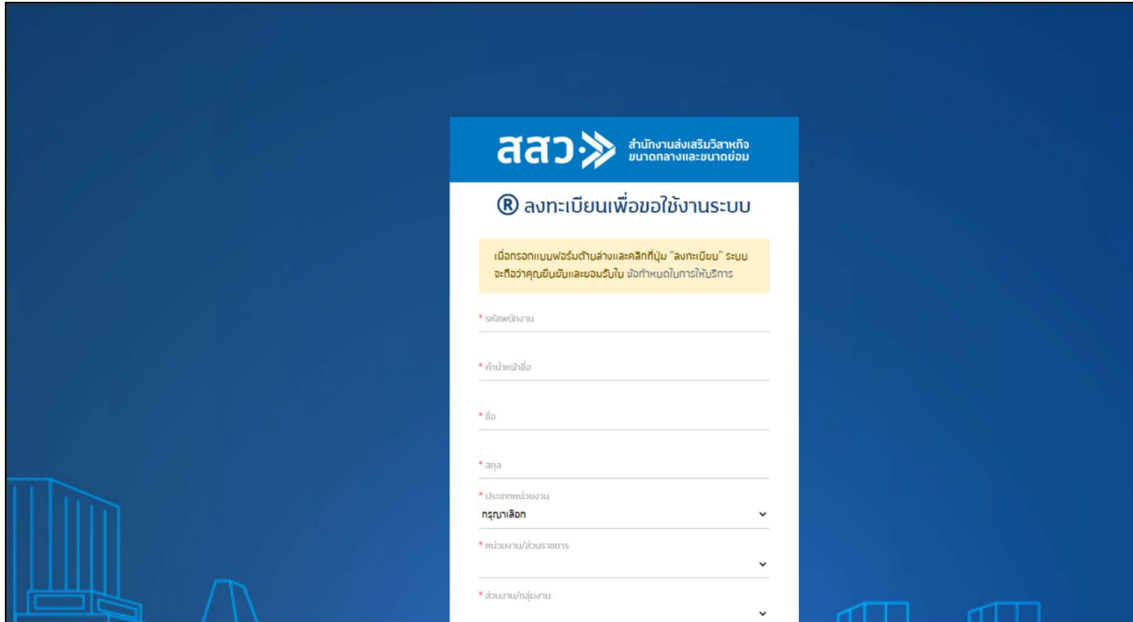 สสว.
สำนักงานส่งเสริมวิสาหกิจ
ขนาดกลางและขนาดย่อม
® ลงทะเบียนเพื่อขอใช้งานระบบ
เมื่อกรอกแบบฟอร์มด้านล่างและคลิกที่ปุ่ม "ลงทะเบียน" ระบบ
จะถือว่าคุณยืนยันและยอมรับใน ข้อกำหนดในการให้บริการ
* รหัสพนักงาน
* คำนำหน้าชื่อ
* ชื่อ
* สกุล
* ประเภทหน่วยงาน
กรุณาเลือก
* หน่วยงาน/ส่วนราชการ
* ส่วนงาน/กลุ่มงาน